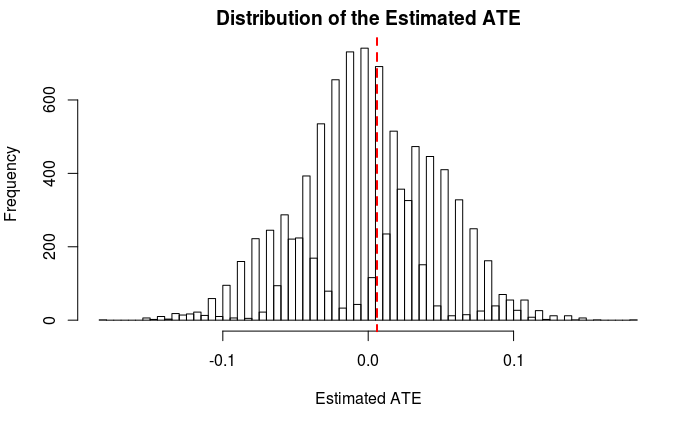 Distribution of the Estimated ATE
Frequency
600
400
200
0
-0.1
0.0
0.1
Estimated ATE